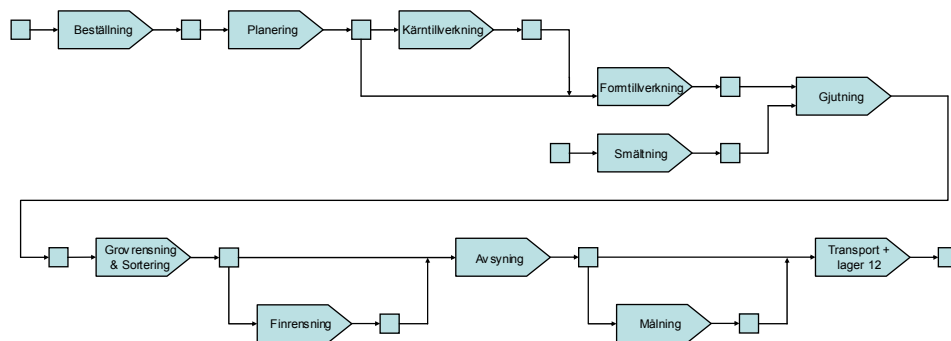 Beställning
Planering
Kärntillverkning
Formtillverkning
Gjutning
Smältning
Grovrensning
& Sortering
Avsyning
Transport +
lager 12
Finrensning
Målning